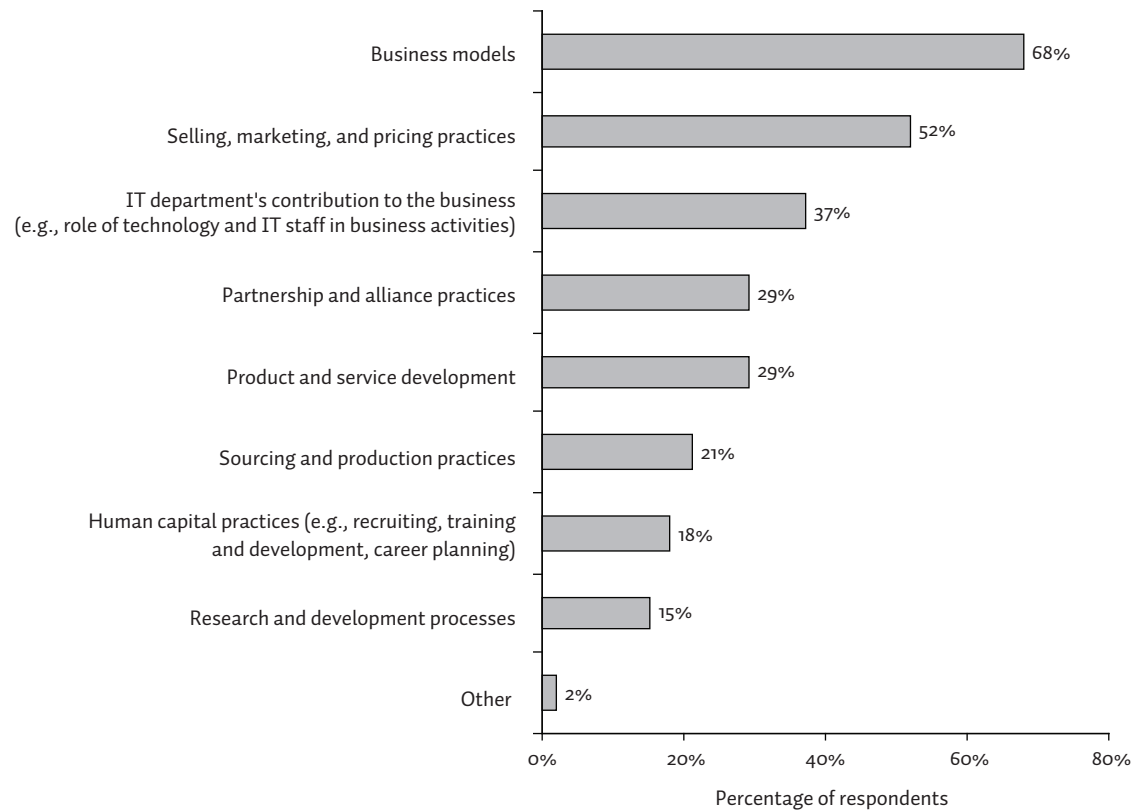 Business models
68%
Selling, marketing, and pricing practices
52%
IT department's contribution to the business
(e.g., role of technology and IT staff in business activities)
37%
Partnership and alliance practices
29%
Product and service development
29%
Sourcing and production practices
21%
Human capital practices (e.g., recruiting, training
and development, career planning)
18%
Research and development processes
15%
Other
2%
0% 20% 40% 60% 80%
Percentage of respondents